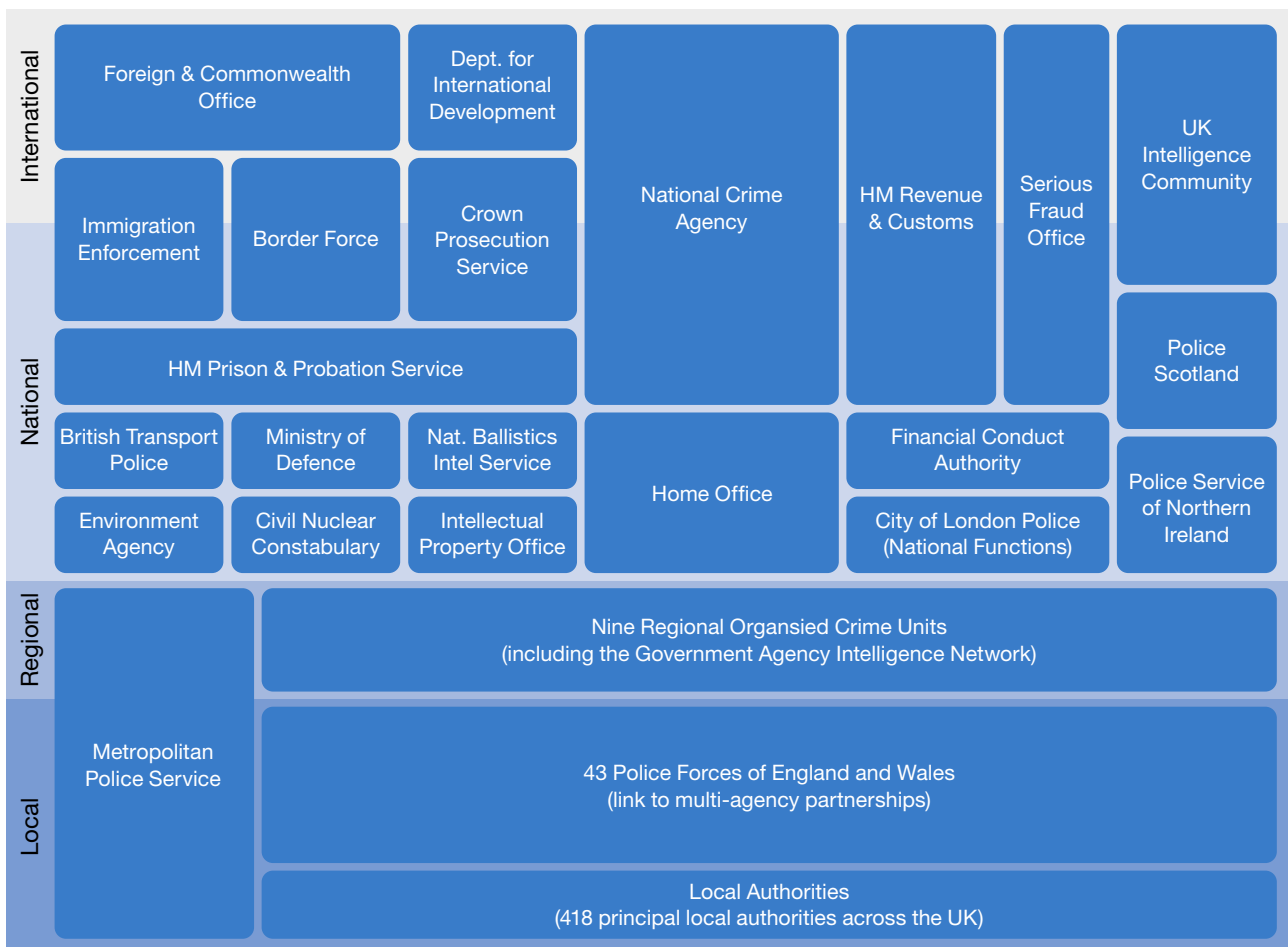 International
Foreign & Commonwealth
Office
Dept. for
International
Development
National Crime
Agency
HM Revenue
& Customs
Serious
Fraud
Office
UK
Intelligence
Community
Immigration
Enforcement
Border Force
Crown
Prosecution
Service
National
HM Prison & Probation Service
Police
Scotland
British Transport
Police
Ministry of
Defence
Nat. Ballistics
Intel Service
Home Office
Financial Conduct
Authority
Police Service
of Northern
Ireland
Environment
Agency
Civil Nuclear
Constabulary
Intellectual
Property Office
City of London Police
(National Functions)
Regional
Metropolitan
Police Service
Nine Regional Organsied Crime Units
(including the Government Agency Intelligence Network)
Local
43 Police Forces of England and Wales
(link to multi-agency partnerships)
Local Authorities
(418 principal local authorities across the UK)